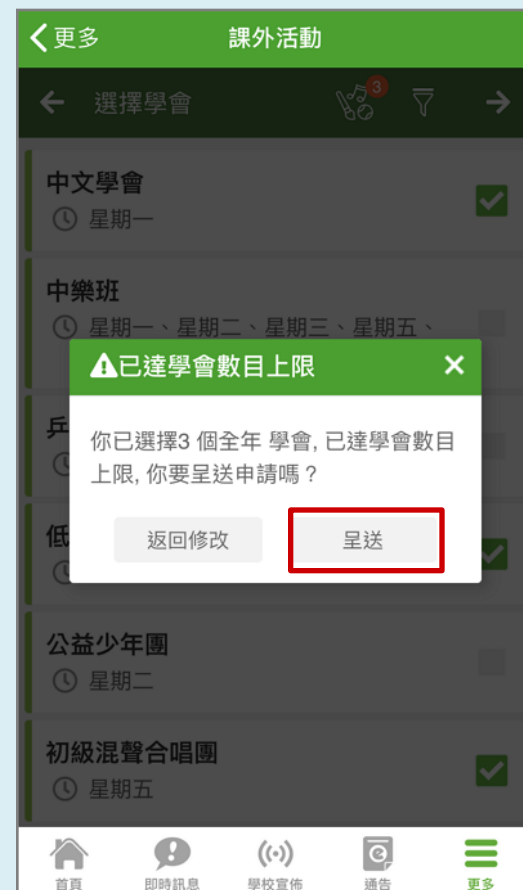 更多
課外活動
選擇學會
3
中文學會
星期一
中樂班
星期一、星期二、星期三、星期五、
已達學會數目上限
乒
你已選擇3 個全年 學會, 已達學會數目
上限, 你要呈送申請嗎？
低
返回修改
呈送
公益少年團
星期二
初級混聲合唱團
星期五
首頁
即時訊息
學校宣佈
通告
更多